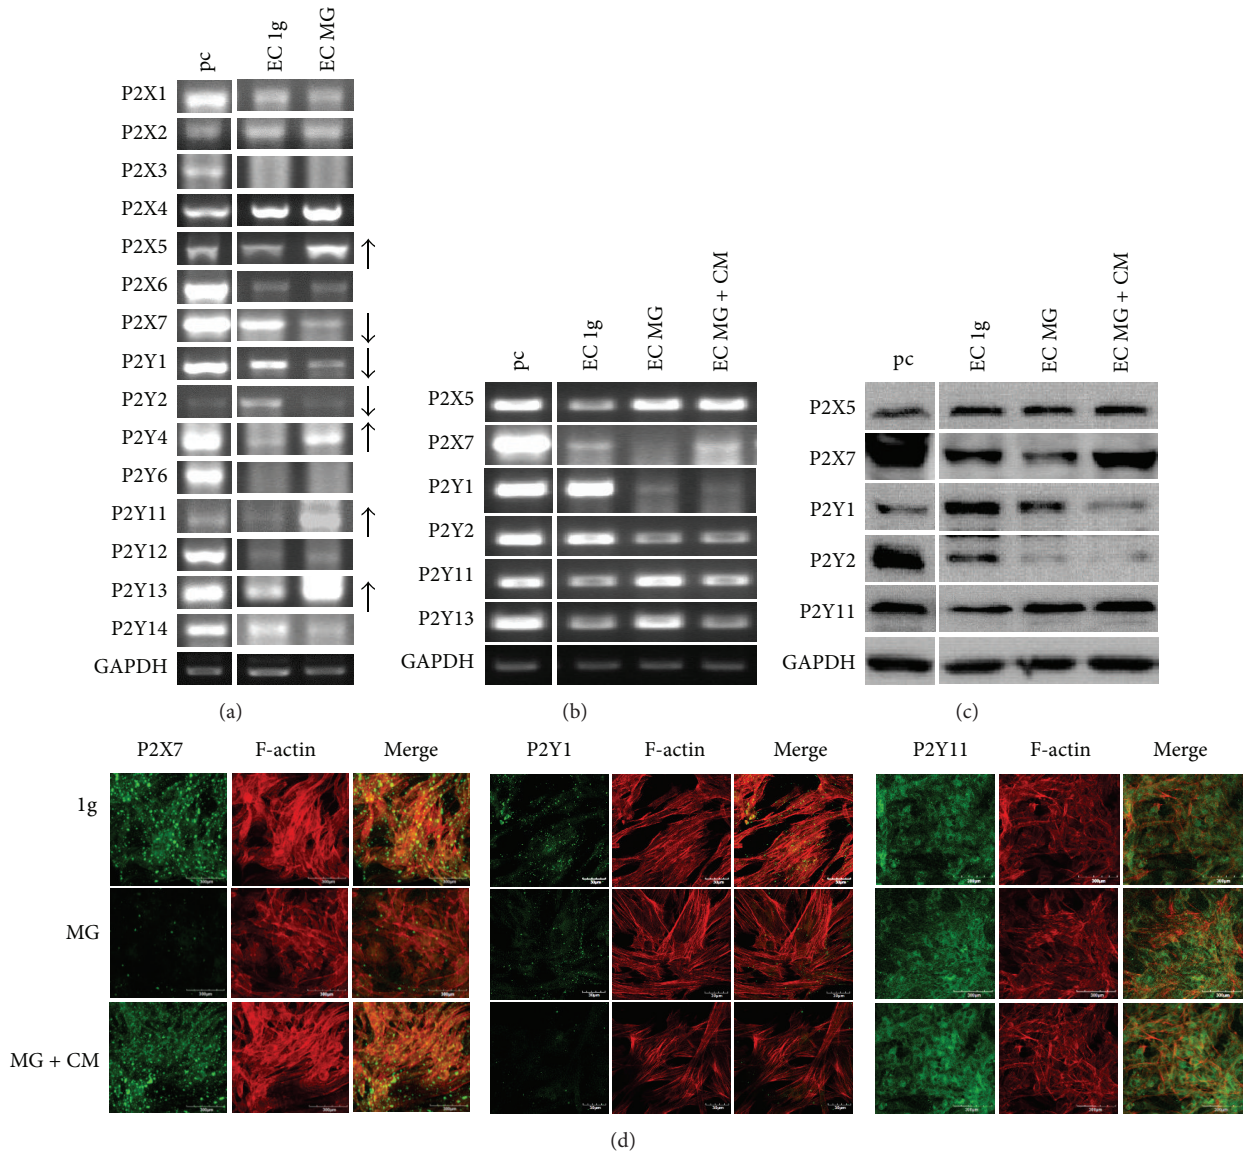 pc EC 1g EC MG
P2X1
P2X2
P2X3
P2X4
P2X5 ↑
P2X6
P2X7 ↓
P2Y1 ↓
P2Y2 ↓
P2Y4 ↑
P2Y6
P2Y11 ↑
P2Y12
P2Y13 ↑
P2Y14
GAPDH
(a)
pc EC 1g EC MG EC MG + CM
P2X5
P2X7
P2Y1
P2Y2
P2Y11
P2Y13
GAPDH
(b)
pc EC 1g EC MG EC MG + CM
P2X5
P2X7
P2Y1
P2Y2
P2Y11
GAPDH
(c)
P2X7 F-actin Merge P2Y1 F-actin Merge P2Y11 F-actin Merge
1g
MG
MG + CM
(d)